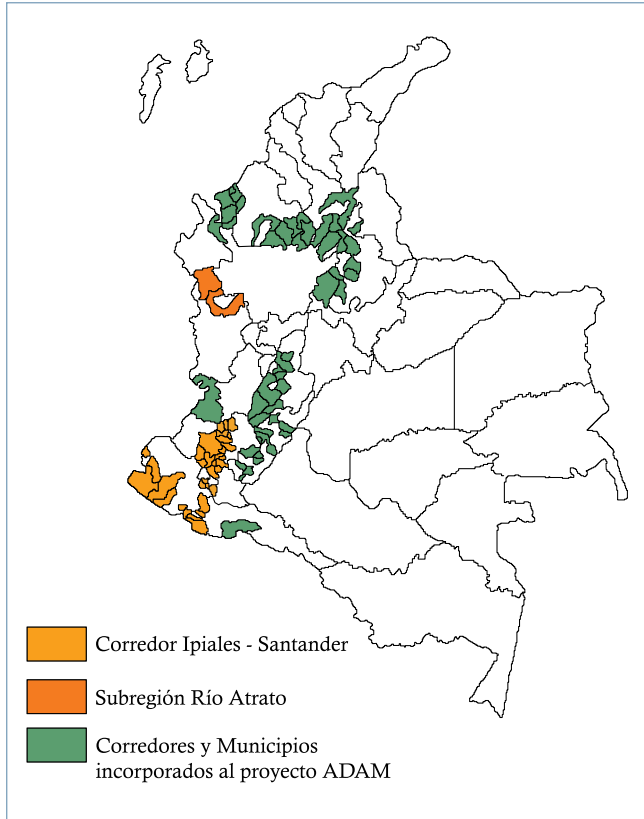 Corredor Ipiales - Santander
Subregión Río Atrato
Corredores y Municipios
incorporados al proyecto ADAM